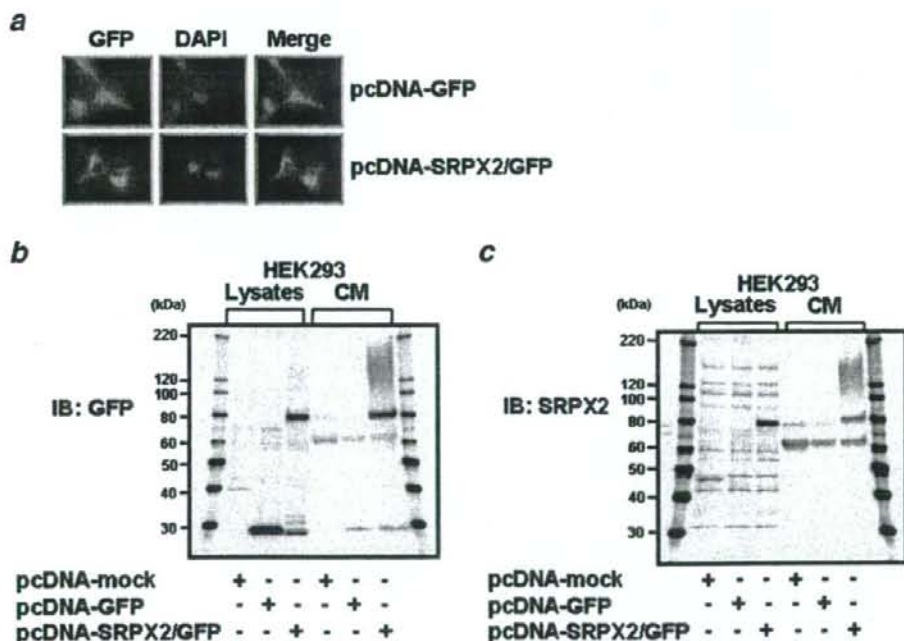 a
GFP DAPI Merge
pcDNA-GFP
pcDNA-SRPX2/GFP
b
HEK293
(kDa) Lysates CM
220
120
100
80
60
50
40
30
IB: GFP
pcDNA-mock + - - + - -
pcDNA-GFP - + - - + -
pcDNA-SRPX2/GFP - - + - - +
c
HEK293
(kDa) Lysates CM
220
120
100
80
60
50
40
30
IB: SRPX2
pcDNA-mock + - - + - -
pcDNA-GFP - + - - + -
pcDNA-SRPX2/GFP - - + - - +